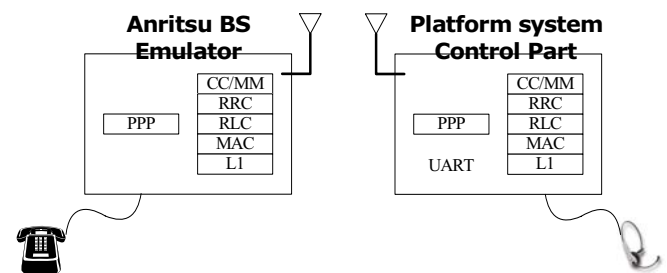 Anritsu BS
Emulator
CC/MM
RRC
PPP
RLC
MAC
L1
Platform system
Control Part
CC/MM
RRC
PPP
RLC
MAC
UART
L1